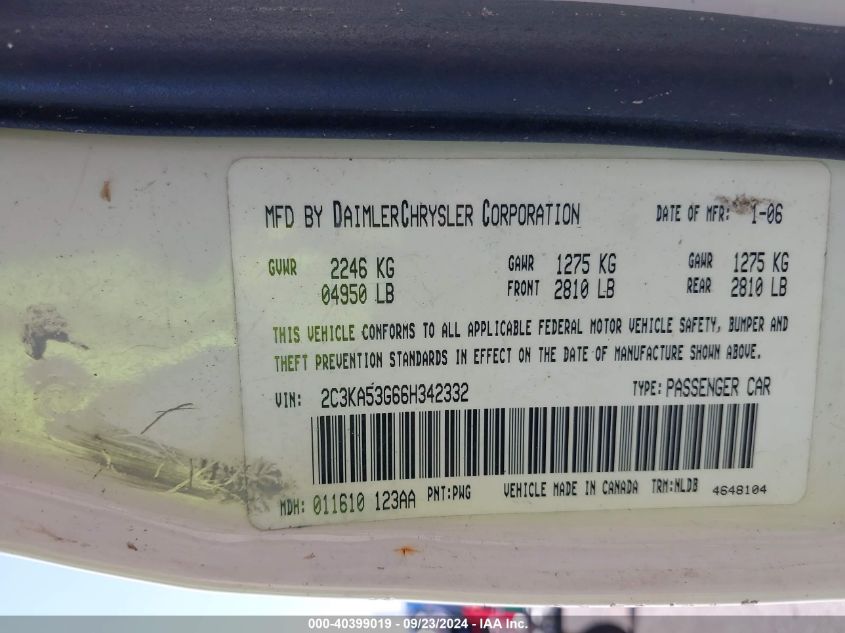 MFD BY DAIMLERCHRYSLER CORPORATION DATE OF MFR: 1-06
GVWR 2246 KG GAWR 1275 KG GAWR 1275 KG
04950 LB FRONT 2810 LB REAR 2810 LB
THIS VEHICLE CONFORMS TO ALL APPLICABLE FEDERAL MOTOR VEHICLE SAFETY, BUMPER AND
THEFT PREVENTION STANDARDS IN EFFECT ON THE DATE OF MANUFACTURE SHOWN ABOVE.
VIN: 2C3KA53G66H342332 TYPE: PASSENGER CAR
MDH: 011610 123AA PNT: PWG VEHICLE MADE IN CANADA TRM: NLDB 4648104
000-40399019 - 09/23/2024 - IAA Inc.